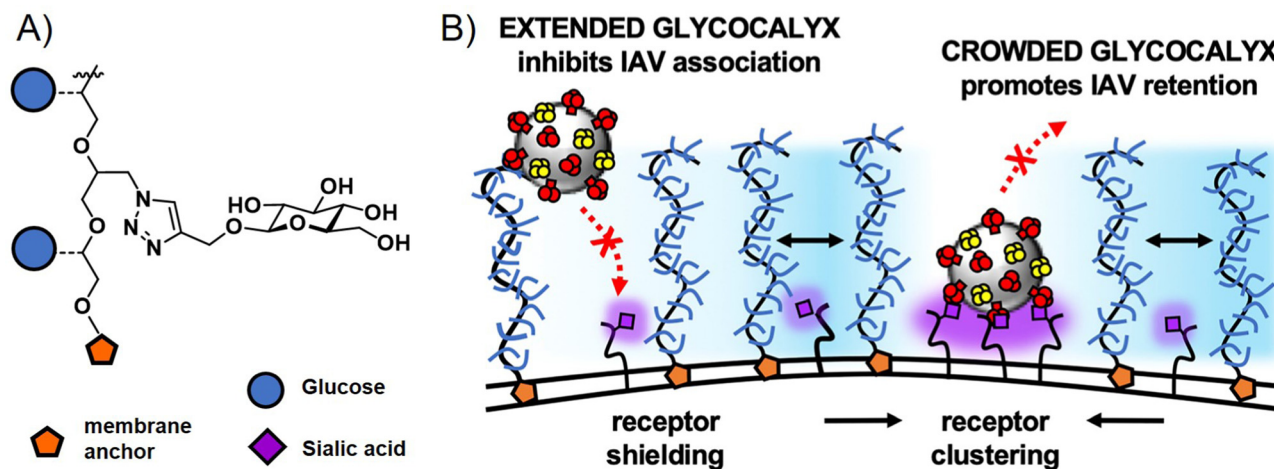 A)
O
O
O
N
N
N
O
O
HO
OH
OH
OH
membrane
anchor
Glucose
Sialic acid
B)
EXTENDED GLYCOCALYX
inhibits IAV association
CROWDED GLYCOCALYX
promotes IAV retention
receptor
shielding
receptor
clustering